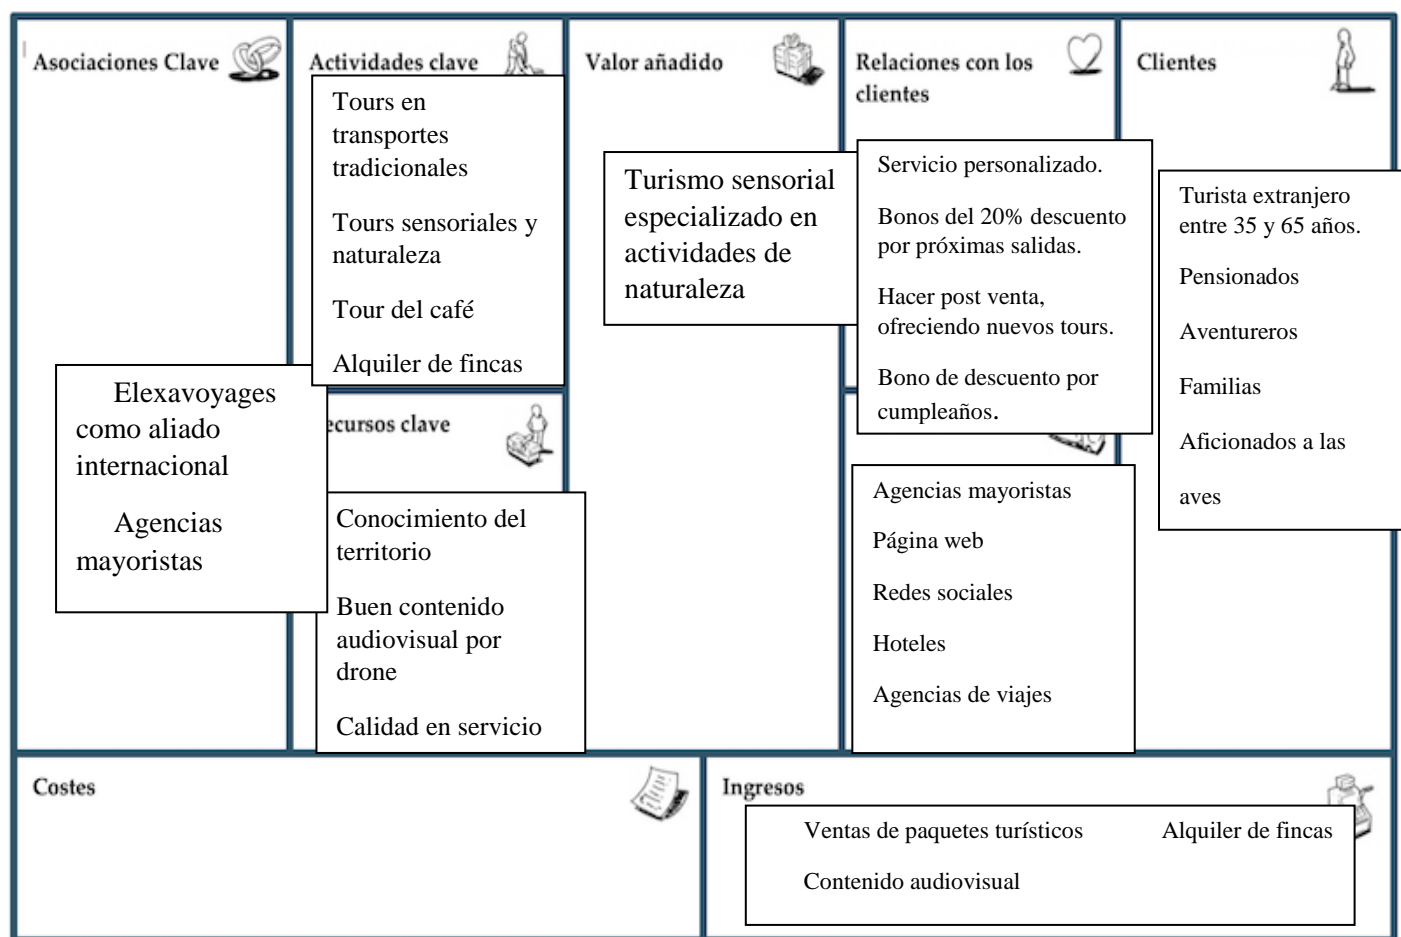 Asociaciones Clave
Elexavoyages
como aliado
internacional
Agencias
mayoristas
Actividades clave
Tours en
transportes
tradicionales
Tours sensoriales y
naturaleza
Tour del café
Alquiler de fincas
ecursos clave
Conocimiento del
territorio
Buen contenido
audiovisual por
drone
Calidad en servicio
Valor añadido
Turismo sensorial
especializado en
actividades de
naturaleza
Relaciones con los
clientes
Servicio personalizado.
Bonos del 20% descuento
por próximas salidas.
Hacer post venta,
ofreciendo nuevos tours.
Bono de descuento por
cumpleaños.
Agencias mayoristas
Página web
Redes sociales
Hoteles
Agencias de viajes
Clientes
Turista extranjero
entre 35 y 65 años.
Pensionados
Aventureros
Familias
Aficionados a las
aves
Costes
Ingresos
Ventas de paquetes turísticos Alquiler de fincas
Contenido audiovisual